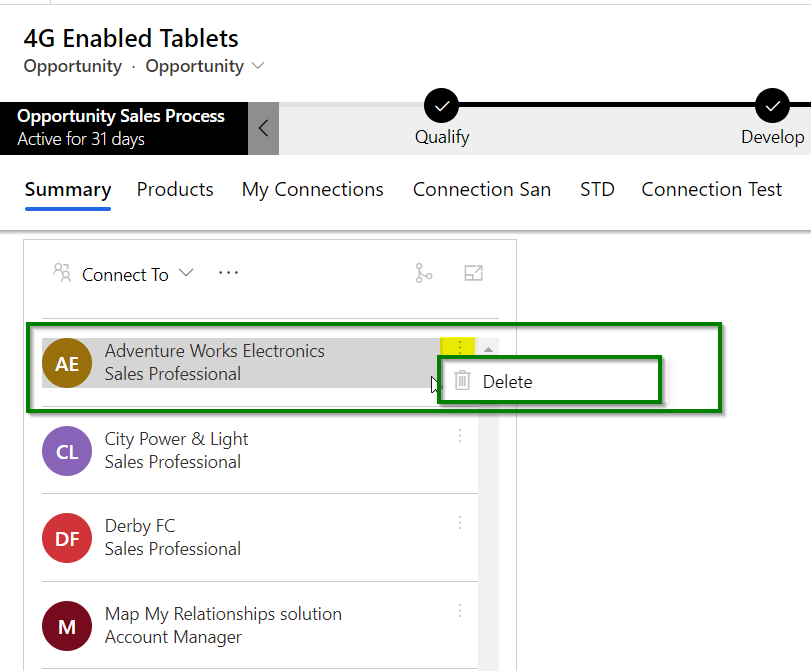 4G Enabled Tablets
Opportunity · Opportunity
Opportunity Sales Process
Active for 31 days
Qualify
Develop
Summary Products My Connections Connection San STD Connection Test
Connect To ...
AE
Adventure Works Electronics
Sales Professional
Delete
CL
City Power & Light
Sales Professional
DF
Derby FC
Sales Professional
M
Map My Relationships solution
Account Manager